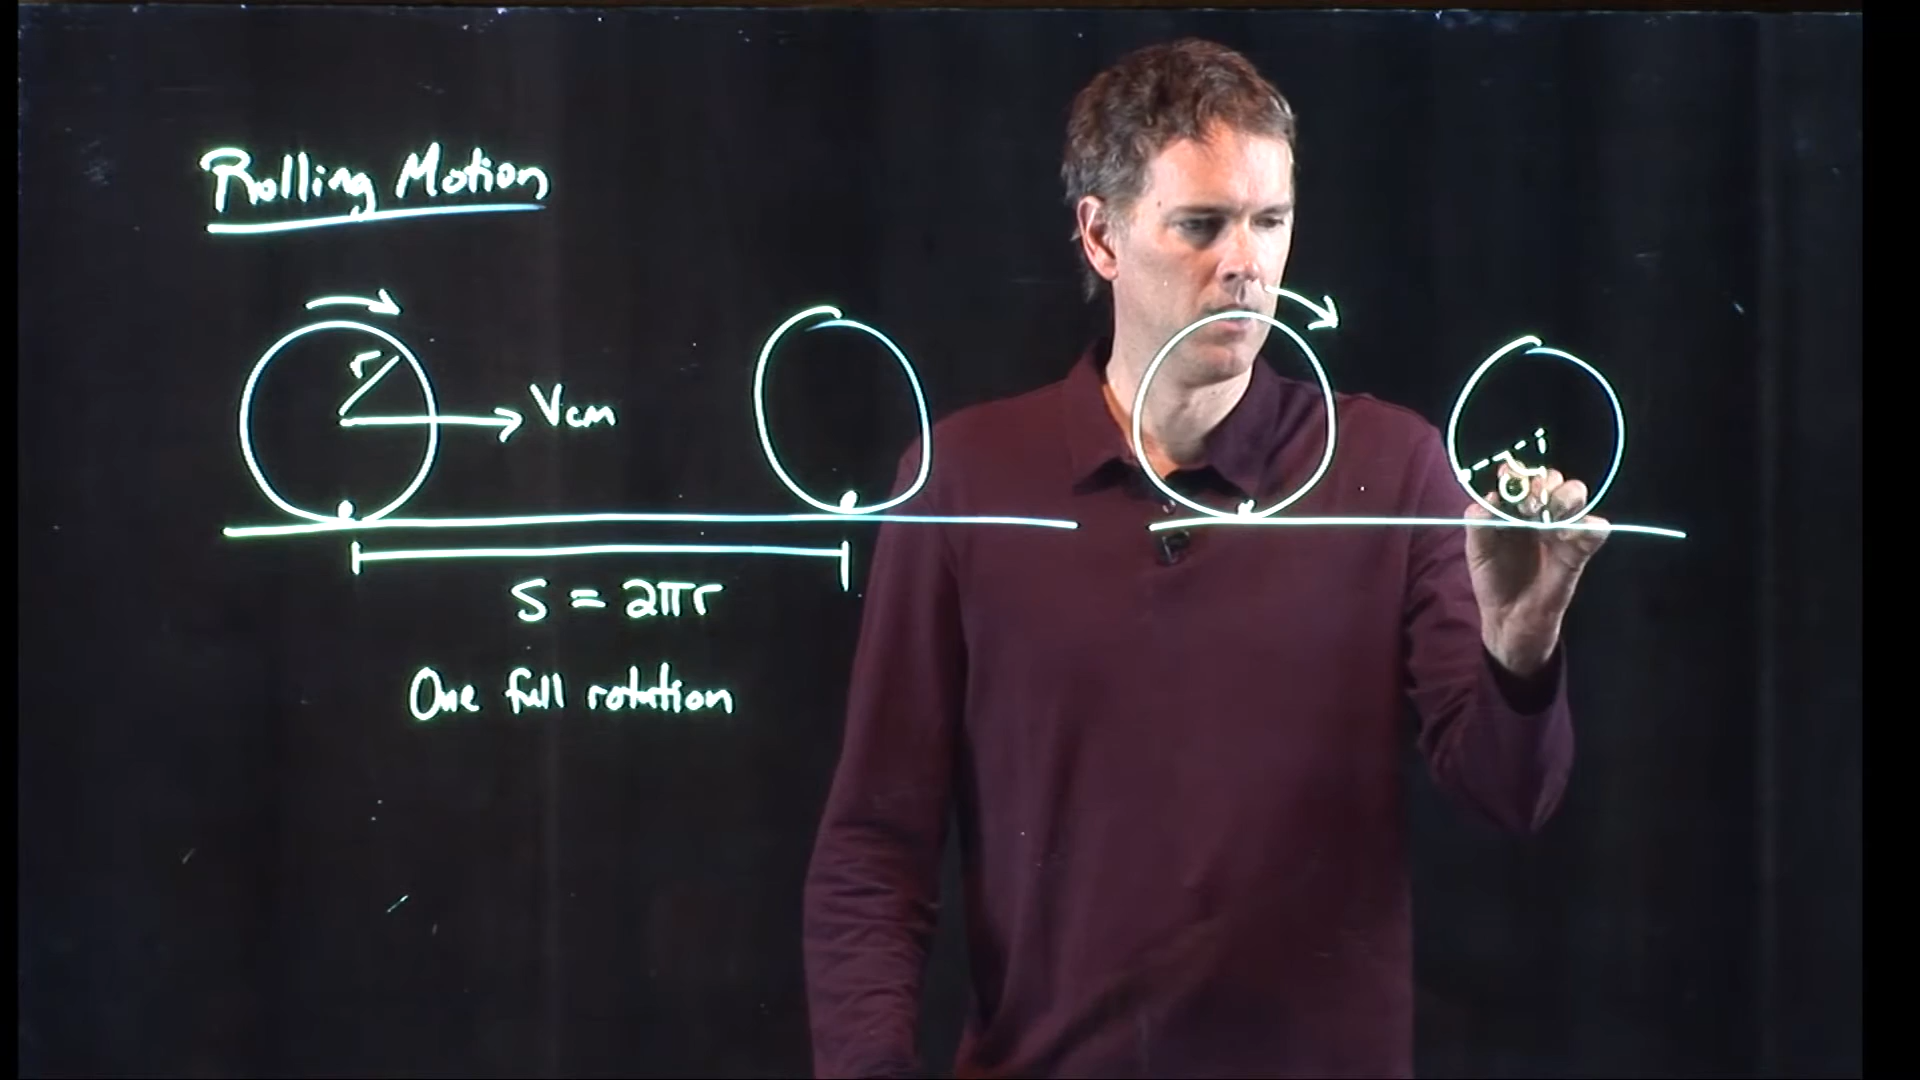 Rolling Motion
r
Vcm
S = 2πr
One full rotation